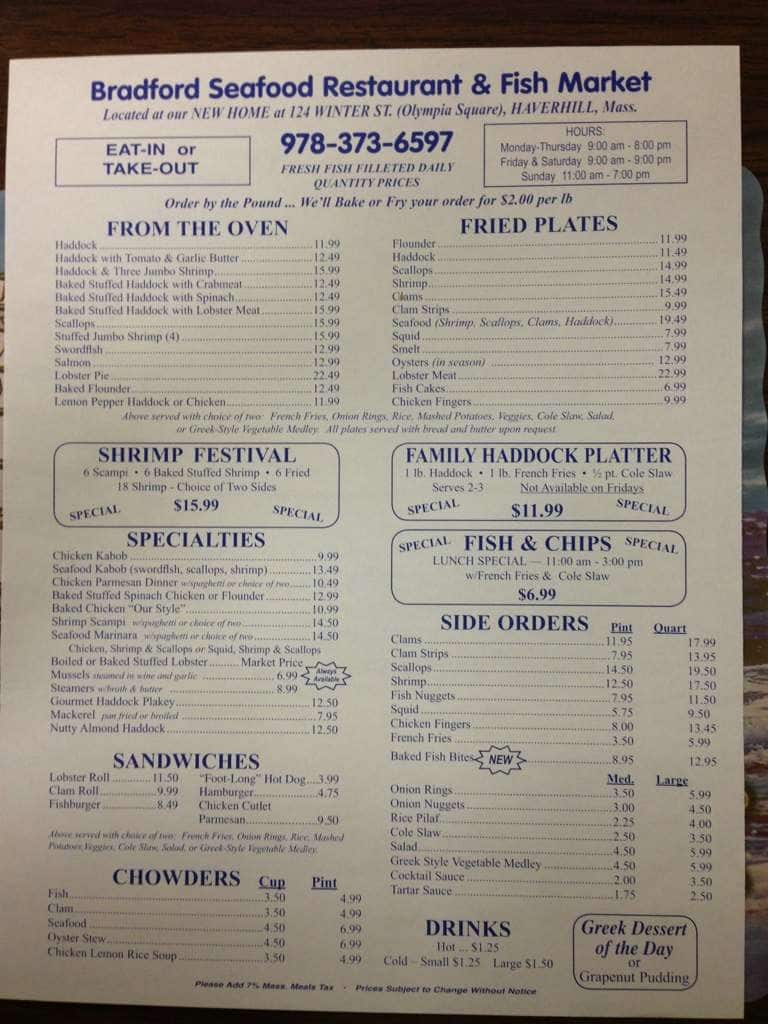 Bradford Seafood Restaurant & Fish Market
Located at our NEW HOME at 124 WINTER ST. (Olympia Square), HAVERHILL, Mass.
EAT-IN or
TAKE-OUT
978-373-6597
FRESH FISH FILLETED DAILY
QUANTITY PRICES
HOURS:
Monday-Thursday 9:00 am - 8:00 pm
Friday & Saturday 9:00 am - 9:00 pm
Sunday 11:00 am - 7:00 pm
Order by the Pound ... We'll Bake or Fry your order for $2.00 per lb
FROM THE OVEN
Haddock 11.99
Haddock with Tomato & Garlic Butter 12.49
Haddock & Three Jumbo Shrimp 15.99
Baked Stuffed Haddock with Crabmeat 12.49
Baked Stuffed Haddock with Spinach 12.49
Baked Stuffed Haddock with Lobster Meat 15.99
Scallops 15.99
Stuffed Jumbo Shrimp (4) 15.99
Swordfish 12.99
Salmon 12.99
Lobster Pie 22.49
Baked Flounder 12.49
Lemon Pepper Haddock or Chicken 11.99
FRIED PLATES
Flounder 11.99
Haddock 11.49
Scallops 14.99
Shrimp 14.99
Clams 15.49
Clam Strips 9.99
Seafood (Shrimp, Scallops, Clams, Haddock) 19.49
Squid 7.99
Smelt 7.99
Oysters (in season) 12.99
Lobster Meat 22.99
Fish Cakes 6.99
Chicken Fingers 9.99
Above served with choice of two: French Fries, Onion Rings, Rice, Mashed Potatoes, Veggies, Cole Slaw, Salad,
or Greek-Style Vegetable Medley. All plates served with bread and butter upon request.
SHRIMP FESTIVAL
6 Scampi • 6 Baked Stuffed Shrimp • 6 Fried
18 Shrimp - Choice of Two Sides
SPECIAL $15.99 SPECIAL
FAMILY HADDOCK PLATTER
1 lb. Haddock • 1 lb. French Fries • ½ pt. Cole Slaw
Serves 2-3 Not Available on Fridays
SPECIAL $11.99 SPECIAL
SPECIAL FISH & CHIPS SPECIAL
LUNCH SPECIAL — 11:00 am - 3:00 pm
w/French Fries & Cole Slaw
$6.99
SPECIALTIES
Chicken Kabob 9.99
Seafood Kabob (swordfish, scallops, shrimp) 13.49
Chicken Parmesan Dinner w/spaghetti or choice of two 10.49
Baked Stuffed Spinach Chicken or Flounder 12.99
Baked Chicken "Our Style" 10.99
Shrimp Scampi w/spaghetti or choice of two 14.50
Seafood Marinara w/spaghetti or choice of two 14.50
Chicken, Shrimp & Scallops or Squid, Shrimp & Scallops
Boiled or Baked Stuffed Lobster Market Price
Mussels steamed in wine and garlic 6.99
Always
Available
Steamers w/broth & butter 8.99
Gourmet Haddock Plakey 12.50
Mackerel pan fried or broiled 7.95
Nutty Almond Haddock 12.50
SIDE ORDERS Pint Quart
Clams 11.95 17.99
Clam Strips 7.95 13.95
Scallops 14.50 19.50
Shrimp 12.50 17.50
Fish Nuggets 7.95 11.50
Squid 5.75 9.50
Chicken Fingers 8.00 13.45
French Fries 3.50 5.99
Baked Fish Bites NEW 8.95 12.95
Med. Large
Onion Rings 3.50 5.99
Onion Nuggets 3.00 4.50
Rice Pilaf 2.25 4.00
Cole Slaw 2.50 3.50
Salad 4.50 5.99
Greek Style Vegetable Medley 4.50 5.99
Cocktail Sauce 2.00 3.50
Tartar Sauce 1.75 2.50
SANDWICHES
Lobster Roll 11.50
Clam Roll 9.99
Fishburger 8.49
"Foot-Long" Hot Dog 3.99
Hamburger 4.75
Chicken Cutlet
Parmesan 9.50
Above served with choice of two: French Fries, Onion Rings, Rice, Mashed
Potatoes, Veggies, Cole Slaw, Salad, or Greek-Style Vegetable Medley.
CHOWDERS Cup Pint
Fish 3.50 4.99
Clam 3.50 4.99
Seafood 4.50 6.99
Oyster Stew 4.50 6.99
Chicken Lemon Rice Soup 3.50 4.99
DRINKS
Hot ... $1.25
Cold – Small $1.25 Large $1.50
Greek Dessert
of the Day
or
Grapenut Pudding
Please Add 7% Mass. Meals Tax - Prices Subject to Change Without Notice